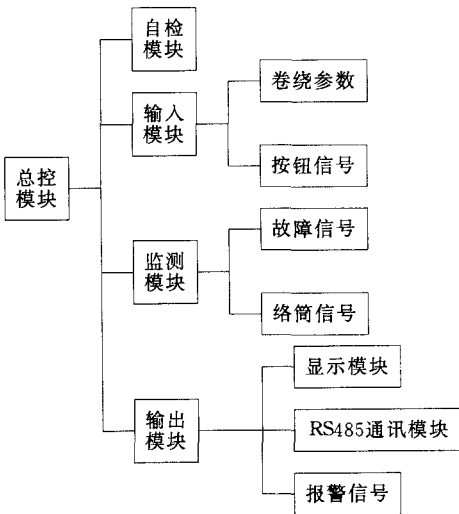 自检
模块
卷绕参数
输入
模块
按钮信号
总控
模块
故障信号
监测
模块
络筒信号
显示模块
输出
模块
RS485通讯模块
报警信号